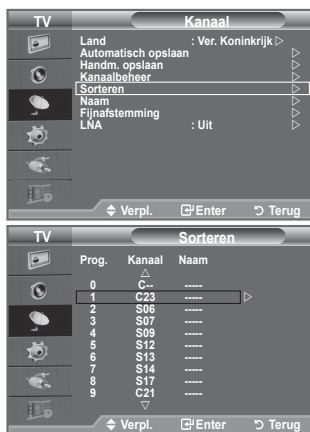 TV Kanaal
Land : Ver. Koninkrijk ▷
Automatisch opslaan ▷
Handm. opslaan ▷
Kanaalbeheer ▷
Sorteren ▷
Naam ▷
Fijnafstemming ▷
LNA : Uit ▷
Verpl. Enter Terug
TV Sorteren
Prog. Kanaal Naam
0 C-- -----
1 C23 -----
2 S06 -----
3 S07 -----
4 S09 -----
5 S12 -----
6 S13 -----
7 S14 -----
8 S17 -----
9 C21 -----
Verpl. Enter Terug